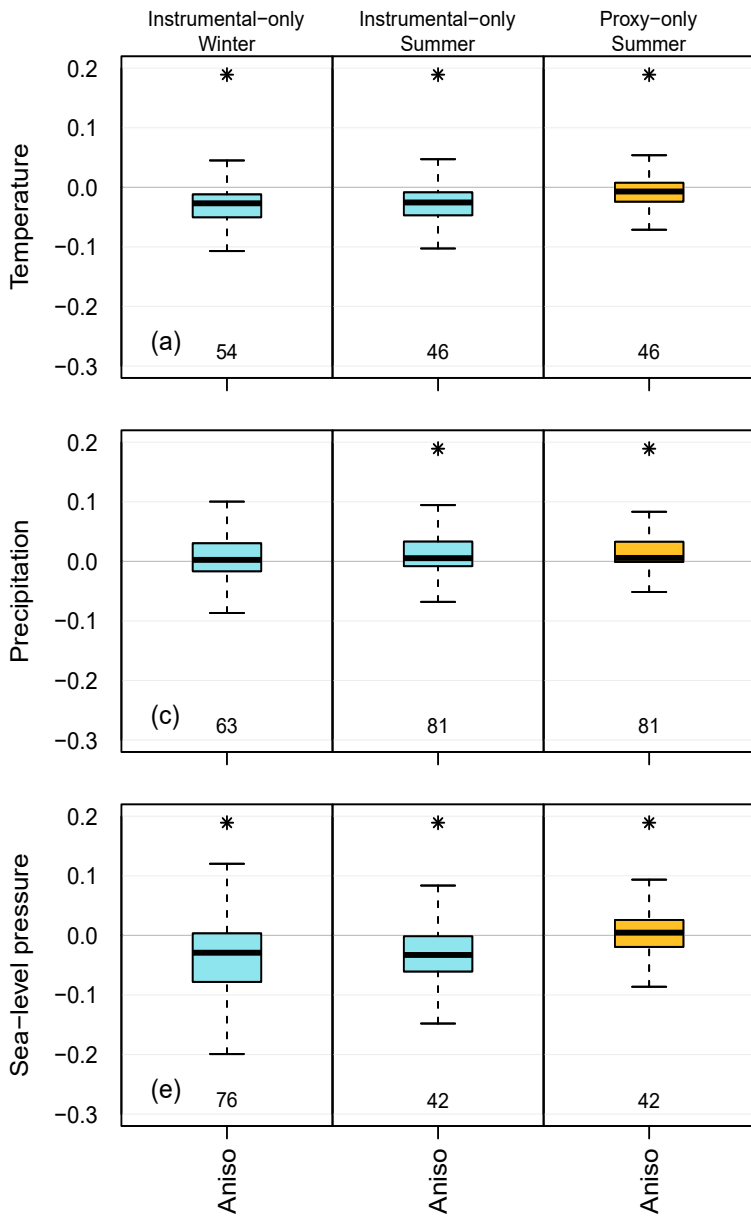 Instrumental−only Instrumental−only Proxy−only
Winter Summer Summer
Temperature
0.2 * * *
0.1
0.0
−0.1
−0.2
−0.3
(a) 54 46 46
Precipitation
0.2 * *
0.1
0.0
−0.1
−0.2
−0.3
(c) 63 81 81
Sea−level pressure
0.2 * * *
0.1
0.0
−0.1
−0.2
−0.3
(e) 76 42 42
Aniso Aniso Aniso